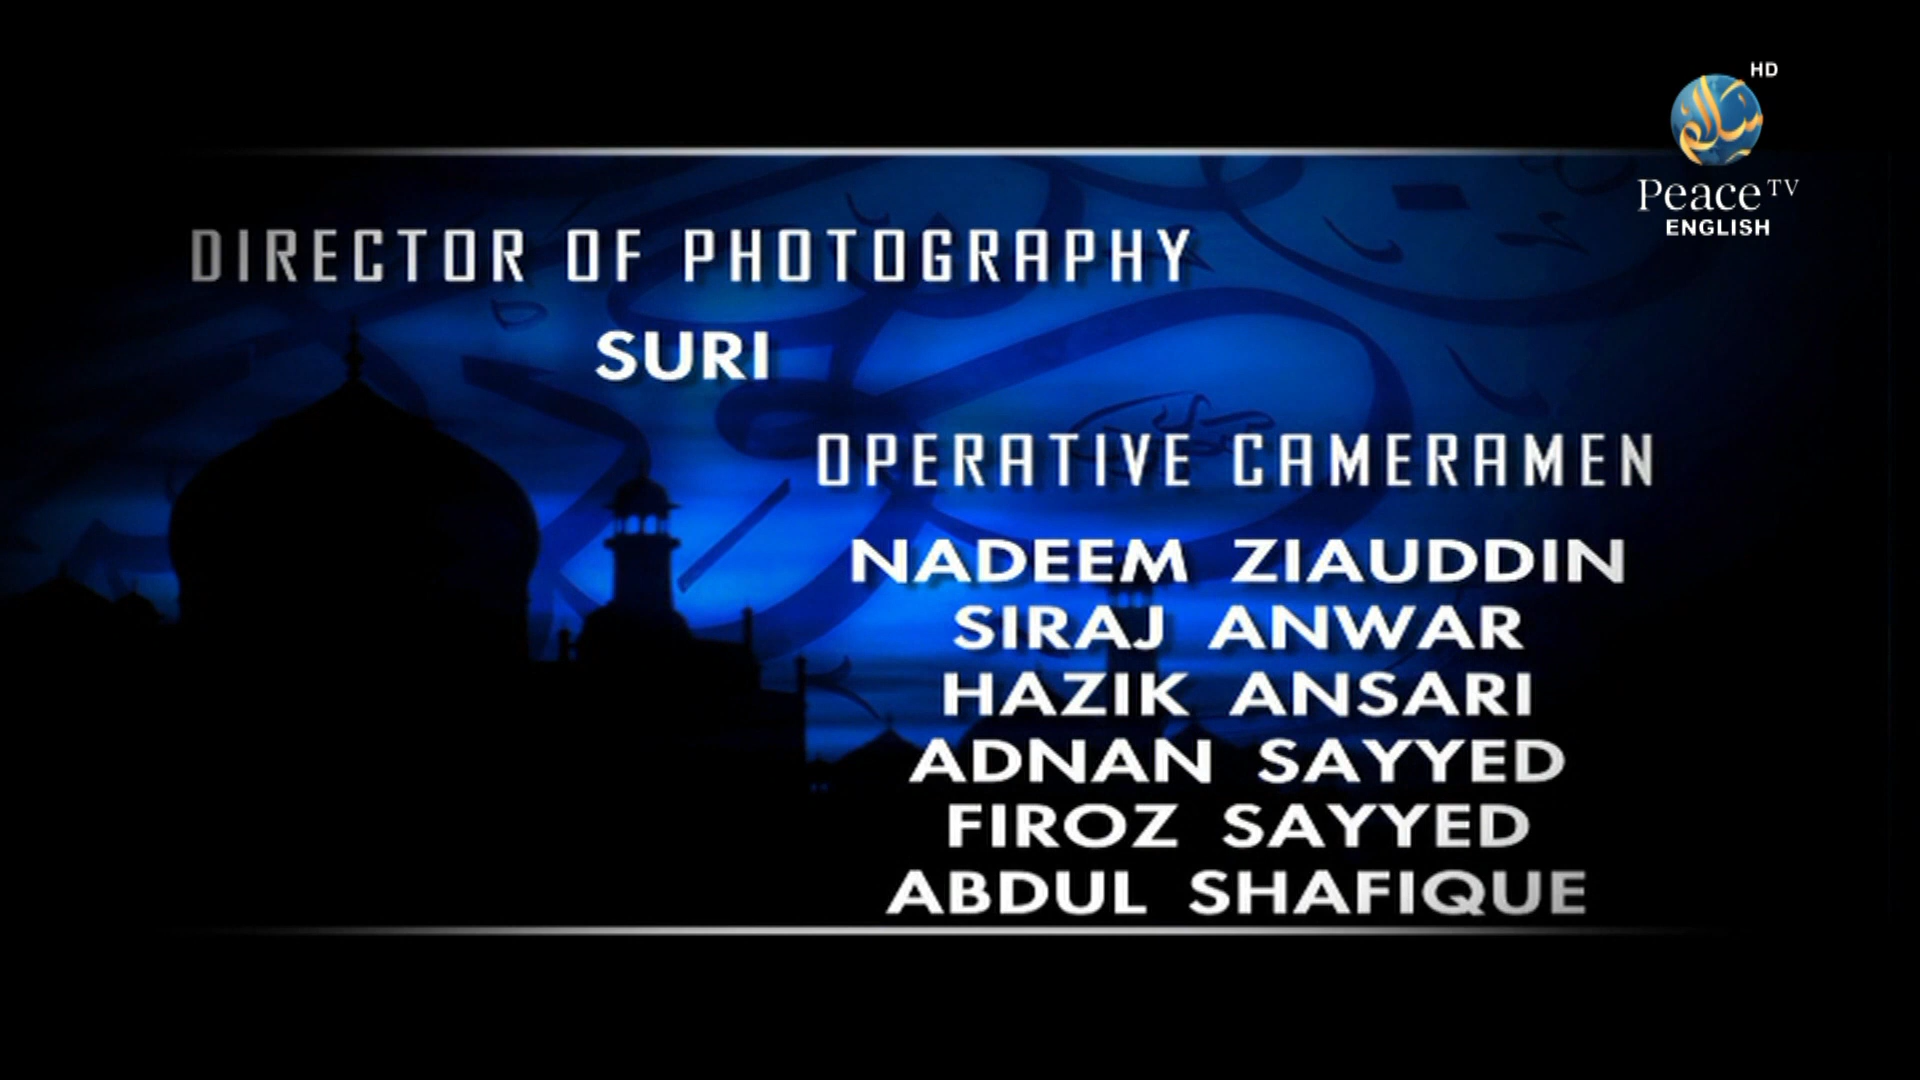 HD
سلام
Peace TV
ENGLISH
DIRECTOR OF PHOTOGRAPHY
SURI
OPERATIVE CAMERAMEN
NADEEM ZIAUDDIN
SIRAJ ANWAR
HAZIK ANSARI
ADNAN SAYYED
FIROZ SAYYED
ABDUL SHAFIQUE